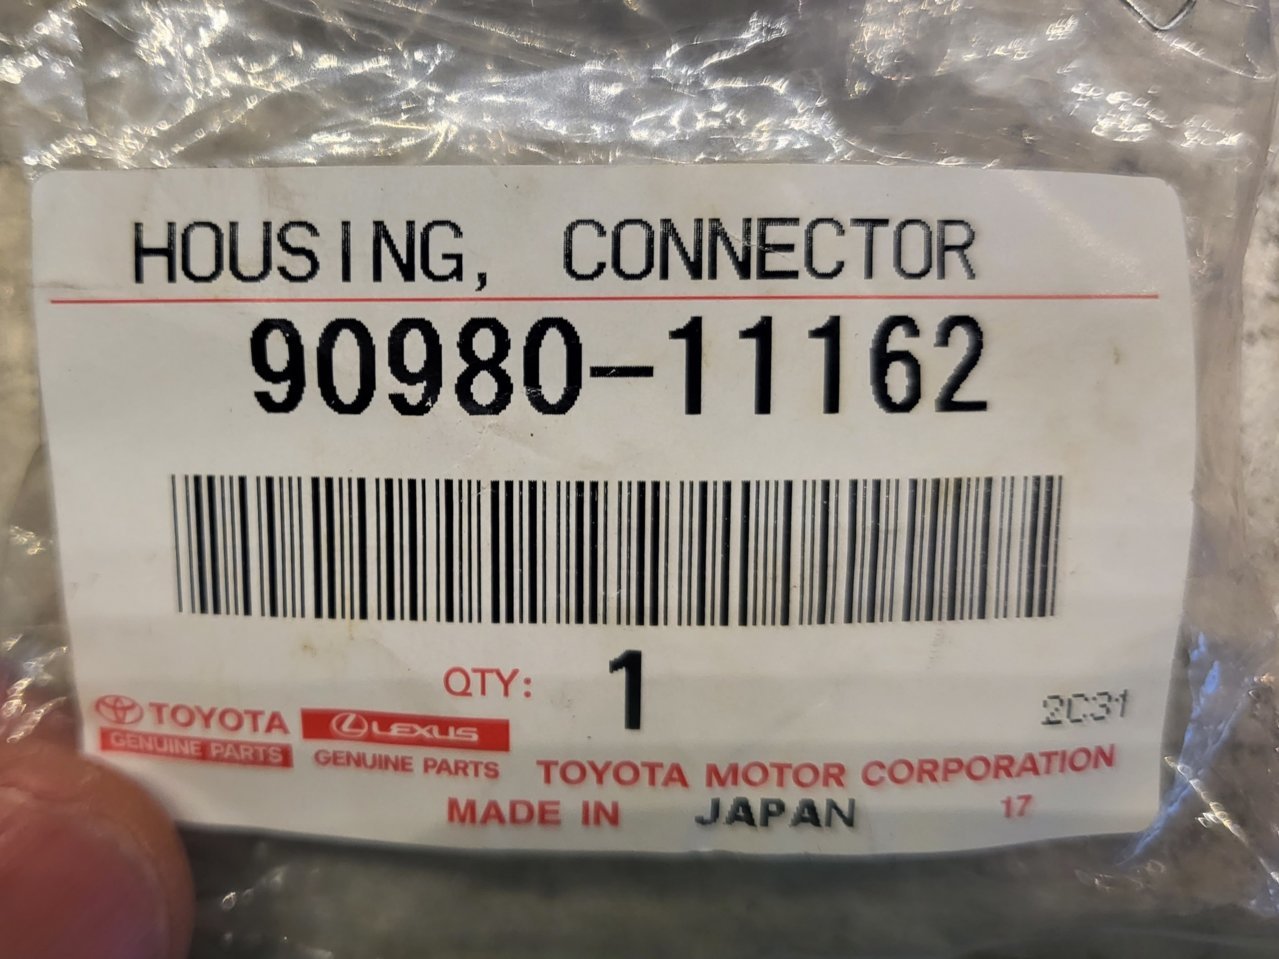 HOUSING, CONNECTOR
90980-11162
QTY: 1
2C31
TOYOTA
GENUINE PARTS
LEXUS
GENUINE PARTS
TOYOTA MOTOR CORPORATION
MADE IN JAPAN
17